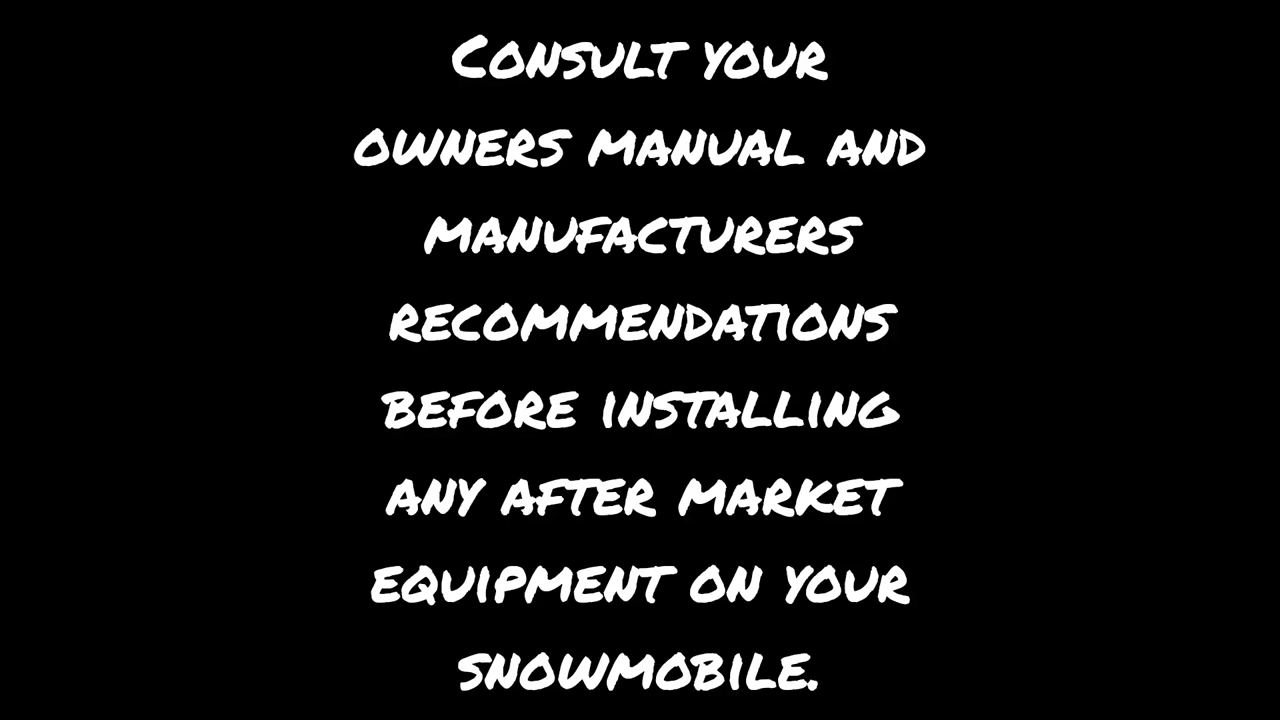 Consult your
owners manual and
manufacturers
recommendations
before installing
any after market
equipment on your
snowmobile.